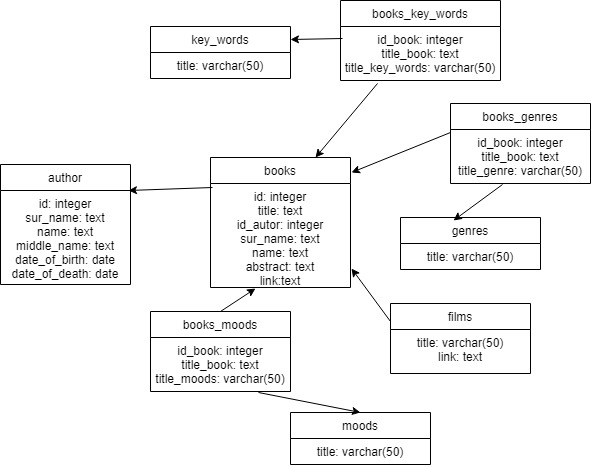 books_key_words
id_book: integer
title_book: text
title_key_words: varchar(50)
key_words
title: varchar(50)
books_genres
id_book: integer
title_book: text
title_genre: varchar(50)
author
id: integer
sur_name: text
name: text
middle_name: text
date_of_birth: date
date_of_death: date
books
id: integer
title: text
id_autor: integer
sur_name: text
name: text
abstract: text
link:text
genres
title: varchar(50)
books_moods
id_book: integer
title_book: text
title_moods: varchar(50)
films
title: varchar(50)
link: text
moods
title: varchar(50)